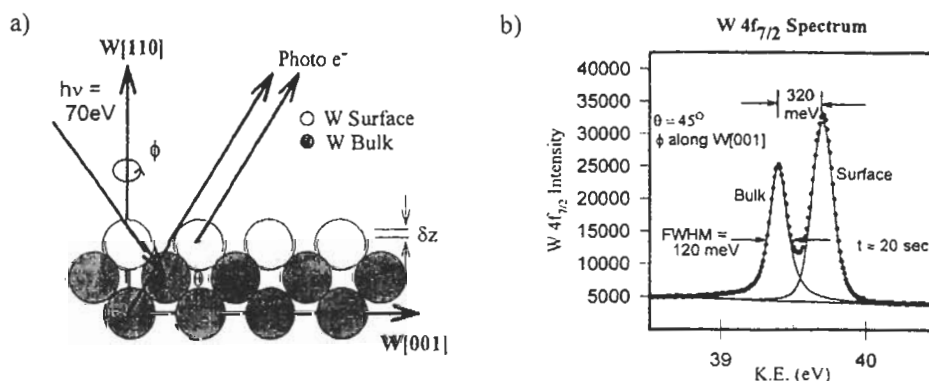 a)
W[110]
hν =
70eV
ϕ
Photo e⁻
W Surface
W Bulk
δz
θ
W[001]
b)
W 4f7/2 Spectrum
W 4f7/2 Intensity
40000
35000
30000
25000
20000
15000
10000
5000
320
meV
θ = 45°
ϕ along W[001]
Bulk
Surface
FWHM =
120 meV
t = 20 sec
39
40
K.E. (eV)